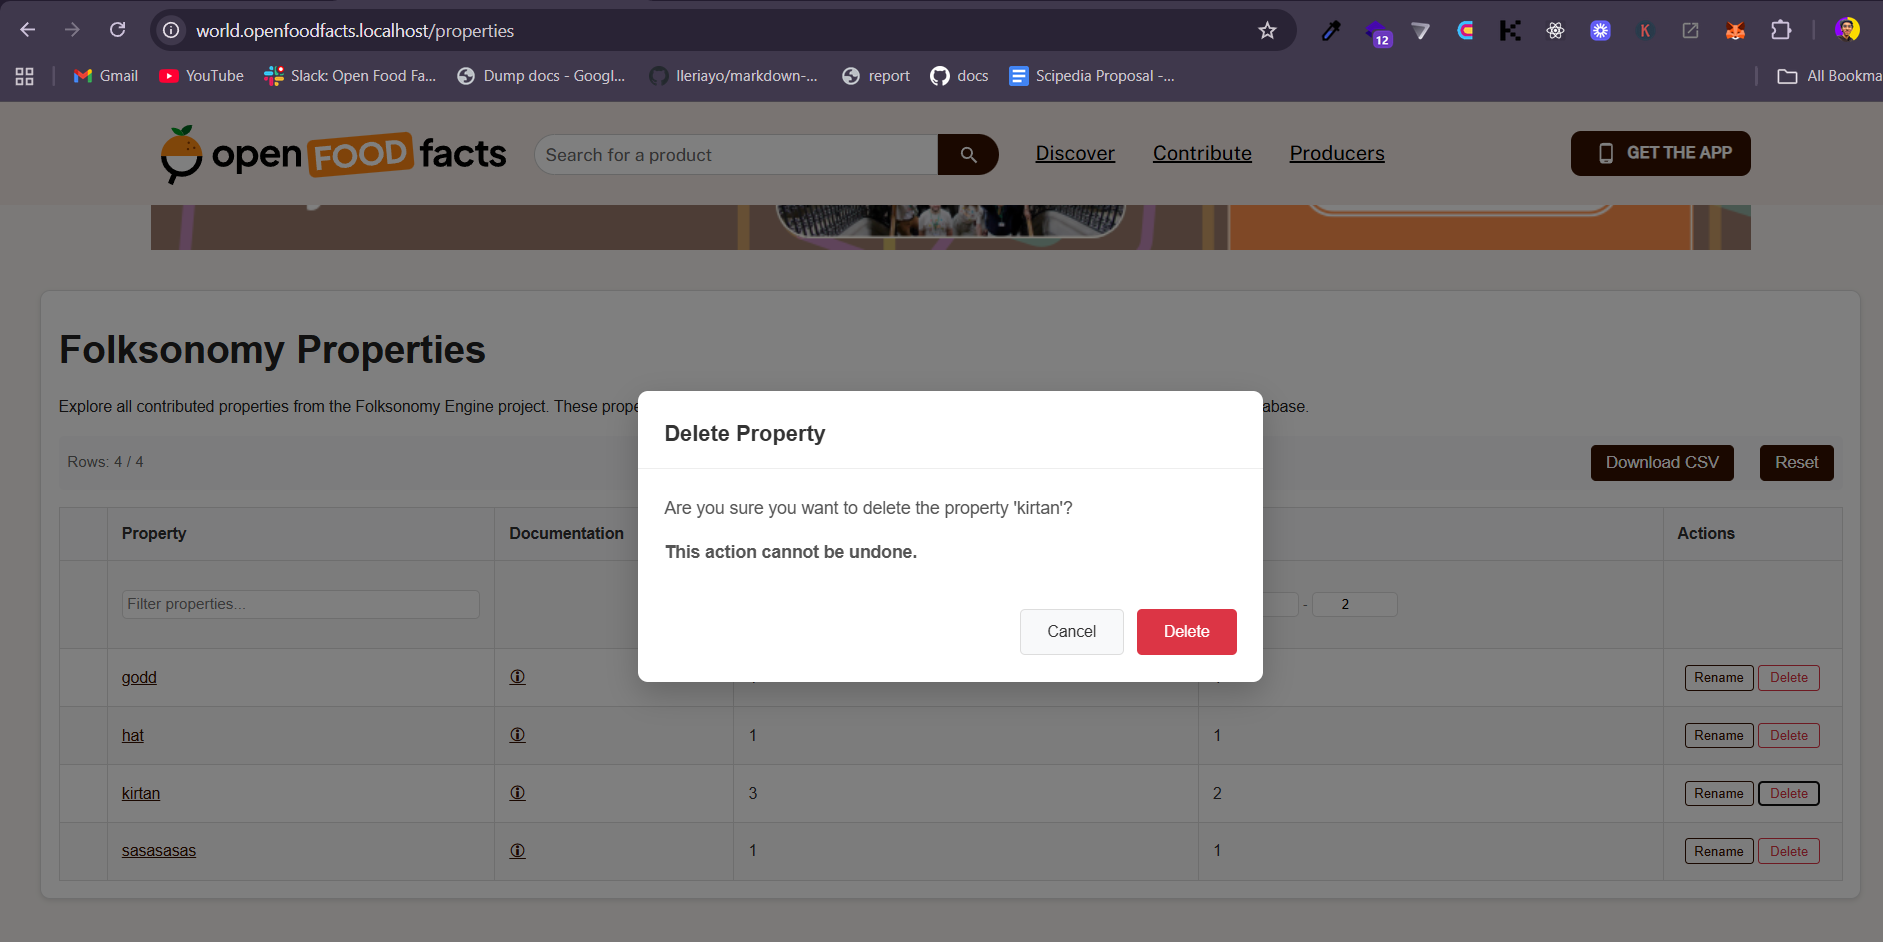 world.openfoodfacts.localhost/properties
12
K
Gmail
YouTube
Slack: Open Food Fa...
Dump docs - Googl...
lleriayo/markdown-...
report
docs
Scipedia Proposal -...
All Bookma
open FOOD facts
Search for a product
Discover
Contribute
Producers
GET THE APP
Folksonomy Properties
Explore all contributed properties from the Folksonomy Engine project. These prope
abase.
Rows: 4 / 4
Download CSV
Reset
Delete Property
Are you sure you want to delete the property 'kirtan'?
This action cannot be undone.
Cancel
Delete
Property
Documentation
Actions
Filter properties...
- 2
godd
Rename
Delete
hat
1
1
Rename
Delete
kirtan
3
2
Rename
Delete
sasasasas
1
1
Rename
Delete